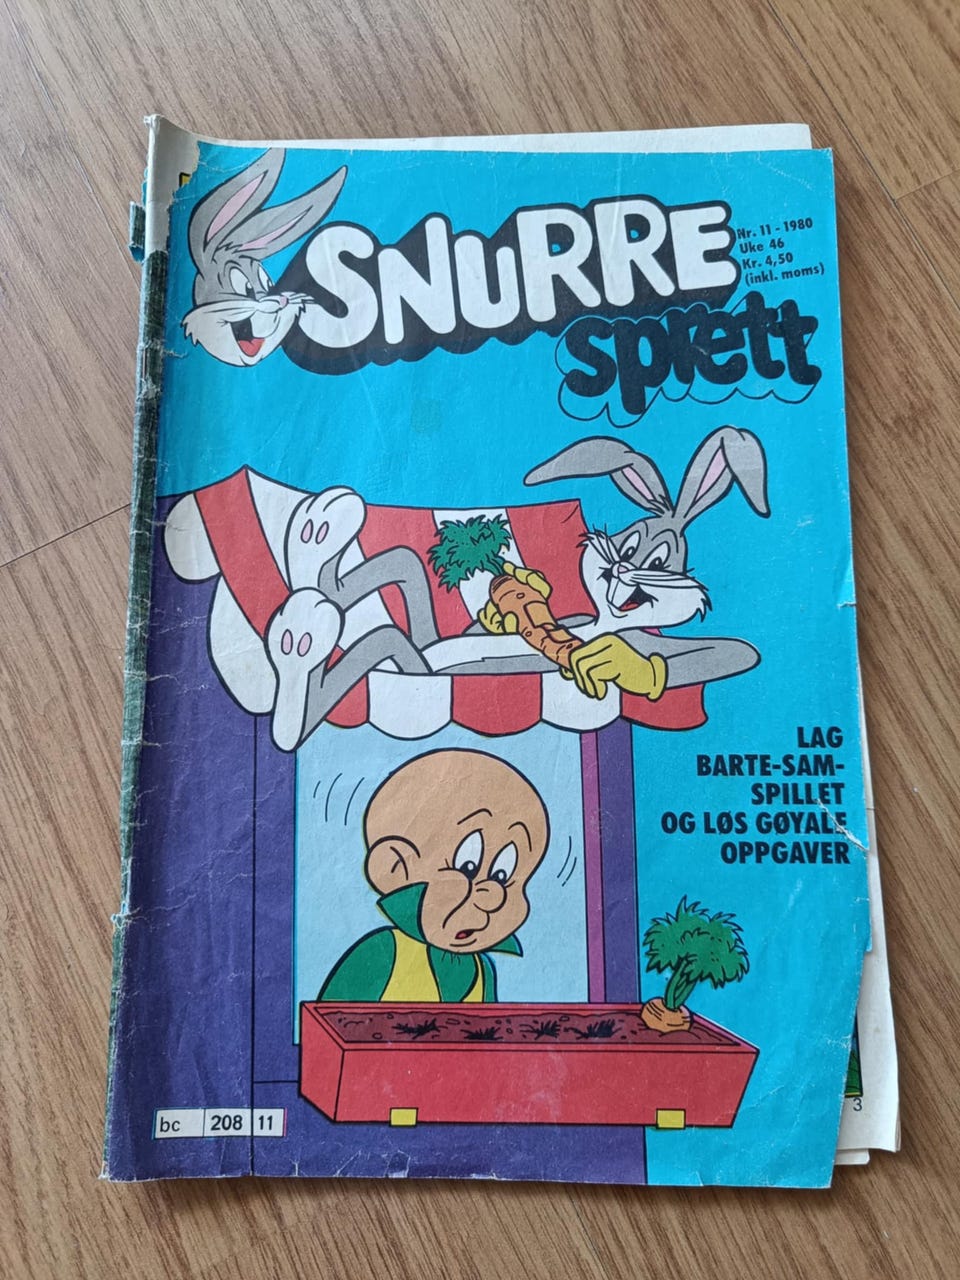 SNURRE
sprett
Nr. 11 - 1980
Uke 46
Kr. 4,50
(inkl. moms)
LAG
BARTE-SAM-
SPILLET
OG LØS GØYALE
OPPGAVER
bc 208 11
3